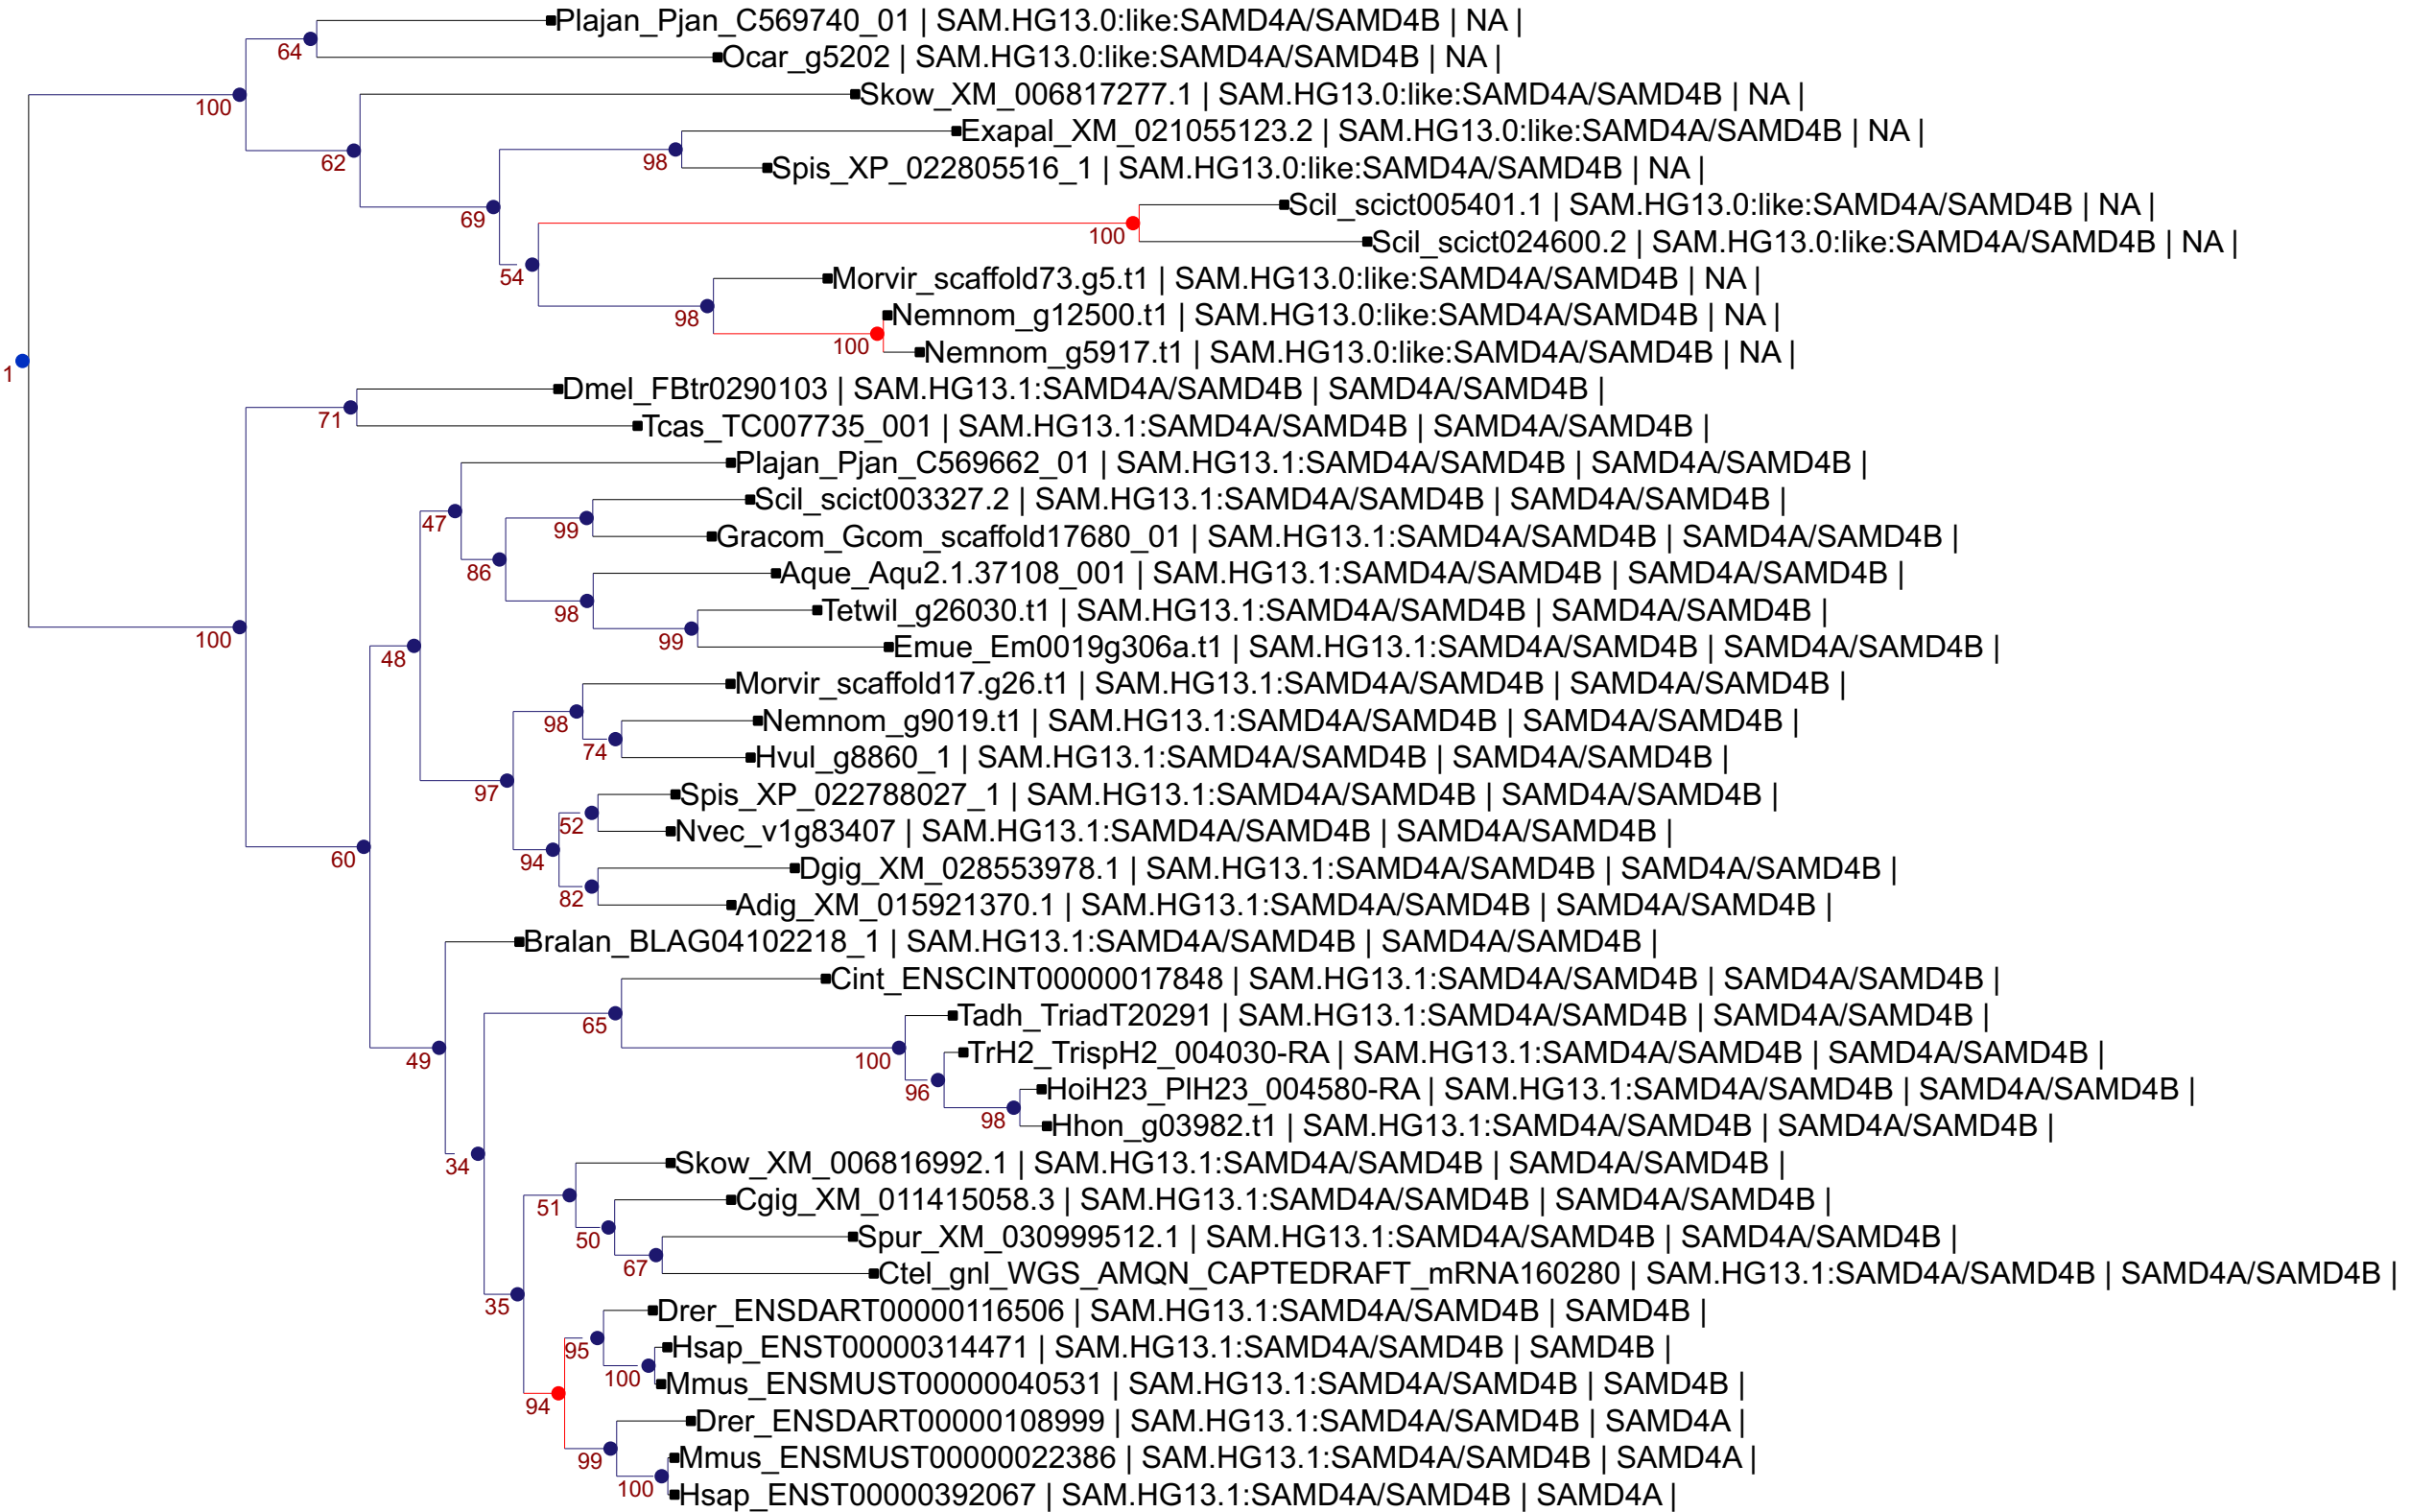 Plajan_Pjan_C569740_01 | SAM.HG13.0:like:SAMD4A/SAMD4B | NA |
64
Ocar_g5202 | SAM.HG13.0:like:SAMD4A/SAMD4B | NA |
Skow_XM_006817277.1 | SAM.HG13.0:like:SAMD4A/SAMD4B | NA |
100
Exapal_XM_021055123.2 | SAM.HG13.0:like:SAMD4A/SAMD4B | NA |
62
98
Spis_XP_022805516_1 | SAM.HG13.0:like:SAMD4A/SAMD4B | NA |
Scil_scict005401.1 | SAM.HG13.0:like:SAMD4A/SAMD4B | NA |
69
100
Scil_scict024600.2 | SAM.HG13.0:like:SAMD4A/SAMD4B | NA |
54
Morvir_scaffold73.g5.t1 | SAM.HG13.0:like:SAMD4A/SAMD4B | NA |
98
Nemnom_g12500.t1 | SAM.HG13.0:like:SAMD4A/SAMD4B | NA |
100
Nemnom_g5917.t1 | SAM.HG13.0:like:SAMD4A/SAMD4B | NA |
1
Dmel_FBtr0290103 | SAM.HG13.1:SAMD4A/SAMD4B | SAMD4A/SAMD4B |
71
Tcas_TC007735_001 | SAM.HG13.1:SAMD4A/SAMD4B | SAMD4A/SAMD4B |
Plajan_Pjan_C569662_01 | SAM.HG13.1:SAMD4A/SAMD4B | SAMD4A/SAMD4B |
Scil_scict003327.2 | SAM.HG13.1:SAMD4A/SAMD4B | SAMD4A/SAMD4B |
47
99
Gracom_Gcom_scaffold17680_01 | SAM.HG13.1:SAMD4A/SAMD4B | SAMD4A/SAMD4B |
86
Aque_Aqu2.1.37108_001 | SAM.HG13.1:SAMD4A/SAMD4B | SAMD4A/SAMD4B |
98
Tetwil_g26030.t1 | SAM.HG13.1:SAMD4A/SAMD4B | SAMD4A/SAMD4B |
100
99
Emue_Em0019g306a.t1 | SAM.HG13.1:SAMD4A/SAMD4B | SAMD4A/SAMD4B |
48
Morvir_scaffold17.g26.t1 | SAM.HG13.1:SAMD4A/SAMD4B | SAMD4A/SAMD4B |
98
Nemnom_g9019.t1 | SAM.HG13.1:SAMD4A/SAMD4B | SAMD4A/SAMD4B |
74
Hvul_g8860_1 | SAM.HG13.1:SAMD4A/SAMD4B | SAMD4A/SAMD4B |
97
Spis_XP_022788027_1 | SAM.HG13.1:SAMD4A/SAMD4B | SAMD4A/SAMD4B |
52
Nvec_v1g83407 | SAM.HG13.1:SAMD4A/SAMD4B | SAMD4A/SAMD4B |
60
94
Dgig_XM_028553978.1 | SAM.HG13.1:SAMD4A/SAMD4B | SAMD4A/SAMD4B |
82
Adig_XM_015921370.1 | SAM.HG13.1:SAMD4A/SAMD4B | SAMD4A/SAMD4B |
Bralan_BLAG04102218_1 | SAM.HG13.1:SAMD4A/SAMD4B | SAMD4A/SAMD4B |
Cint_ENSCINT00000017848 | SAM.HG13.1:SAMD4A/SAMD4B | SAMD4A/SAMD4B |
65
Tadh_TriadT20291 | SAM.HG13.1:SAMD4A/SAMD4B | SAMD4A/SAMD4B |
49
100
TrH2_TrispH2_004030-RA | SAM.HG13.1:SAMD4A/SAMD4B | SAMD4A/SAMD4B |
96
HoiH23_PlH23_004580-RA | SAM.HG13.1:SAMD4A/SAMD4B | SAMD4A/SAMD4B |
98
Hhon_g03982.t1 | SAM.HG13.1:SAMD4A/SAMD4B | SAMD4A/SAMD4B |
34
Skow_XM_006816992.1 | SAM.HG13.1:SAMD4A/SAMD4B | SAMD4A/SAMD4B |
51
Cgig_XM_011415058.3 | SAM.HG13.1:SAMD4A/SAMD4B | SAMD4A/SAMD4B |
50
Spur_XM_030999512.1 | SAM.HG13.1:SAMD4A/SAMD4B | SAMD4A/SAMD4B |
67
Ctel_gnl_WGS_AMQN_CAPTEDRAFT_mRNA160280 | SAM.HG13.1:SAMD4A/SAMD4B | SAMD4A/SAMD4B |
35
Drer_ENSDART00000116506 | SAM.HG13.1:SAMD4A/SAMD4B | SAMD4B |
95
Hsap_ENST00000314471 | SAM.HG13.1:SAMD4A/SAMD4B | SAMD4B |
100
Mmus_ENSMUST00000040531 | SAM.HG13.1:SAMD4A/SAMD4B | SAMD4B |
94
Drer_ENSDART00000108999 | SAM.HG13.1:SAMD4A/SAMD4B | SAMD4A |
99
Mmus_ENSMUST00000022386 | SAM.HG13.1:SAMD4A/SAMD4B | SAMD4A |
100
Hsap_ENST00000392067 | SAM.HG13.1:SAMD4A/SAMD4B | SAMD4A |